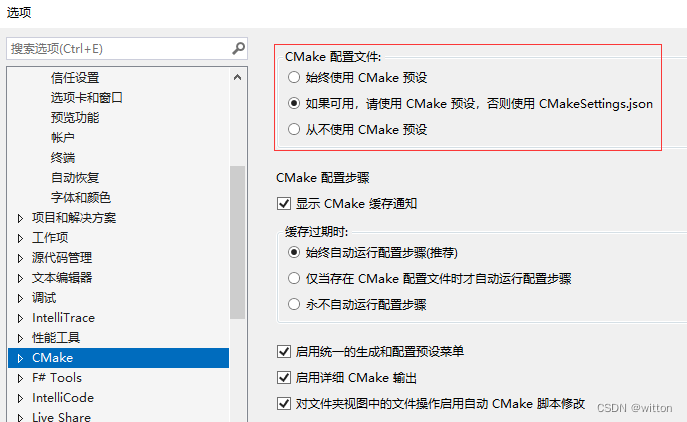 选项
搜索选项(Ctrl+E)
信任设置
选项卡和窗口
预览功能
帐户
终端
自动恢复
字体和颜色
项目和解决方案
工作项
源代码管理
文本编辑器
调试
IntelliTrace
性能工具
CMake
F# Tools
IntelliCode
Live Share
CMake 配置文件:
始终使用 CMake 预设
如果可用，请使用 CMake 预设，否则使用 CMakeSettings.json
从不使用 CMake 预设
CMake 配置步骤
显示 CMake 缓存通知
缓存过期时:
始终自动运行配置步骤(推荐)
仅当存在 CMake 配置文件时才自动运行配置步骤
永不自动运行配置步骤
启用统一的生成和配置预设菜单
启用详细 CMake 输出
对文件夹视图中的文件操作启用自动 CMake 脚本修改
CSDN @witton